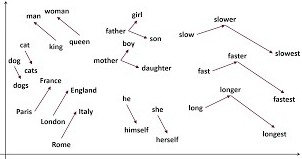 man woman
king queen
cat
dog
cats
dogs
France
England
Paris
London
Italy
Rome
girl
father
son
boy
mother
daughter
he
she
himself
herself
slower
slow
slowest
faster
fast
fastest
longer
long
longest